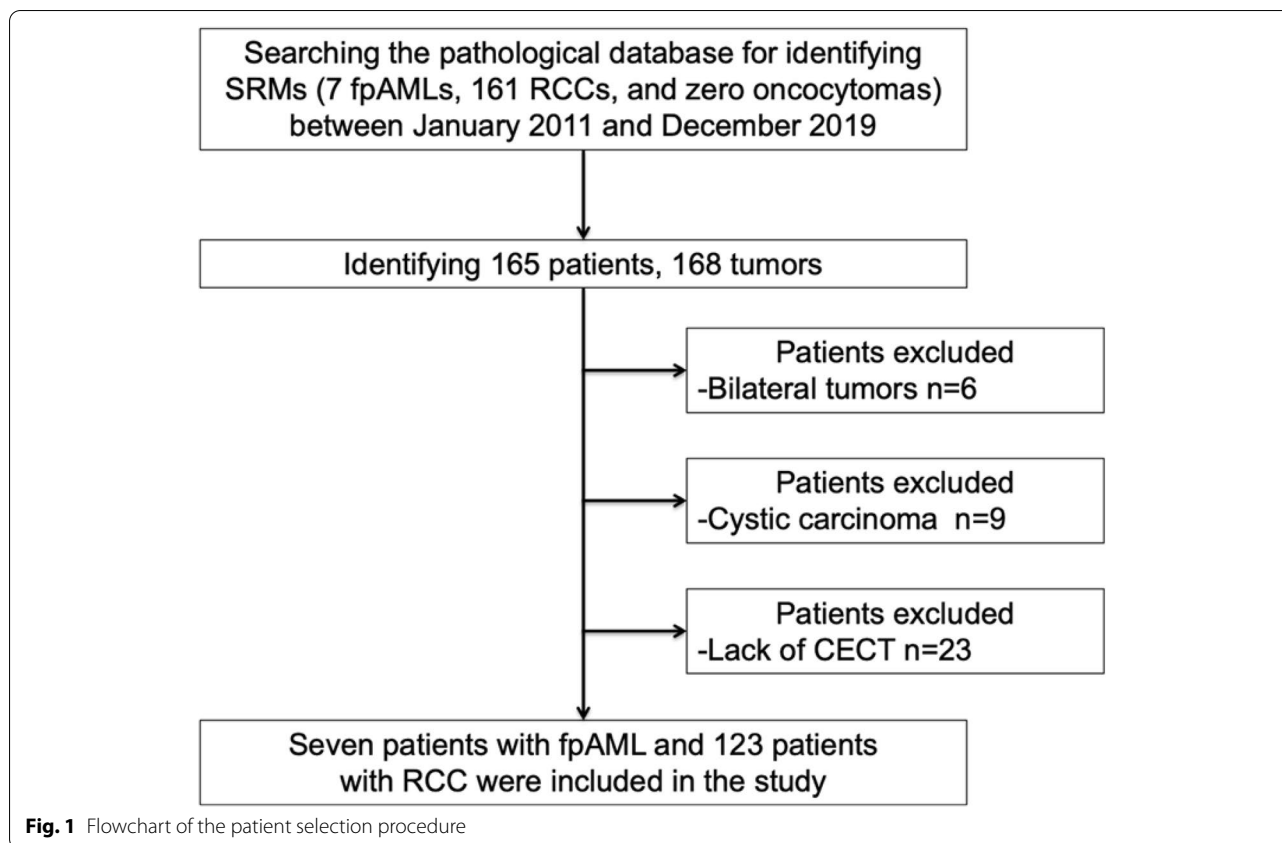 Searching the pathological database for identifying
SRMs (7 fpAMLs, 161 RCCs, and zero oncocytomas)
between January 2011 and December 2019
Identifying 165 patients, 168 tumors
Patients excluded
-Bilateral tumors n=6
Patients excluded
-Cystic carcinoma n=9
Patients excluded
-Lack of CECT n=23
Seven patients with fpAML and 123 patients
with RCC were included in the study
Fig. 1 Flowchart of the patient selection procedure